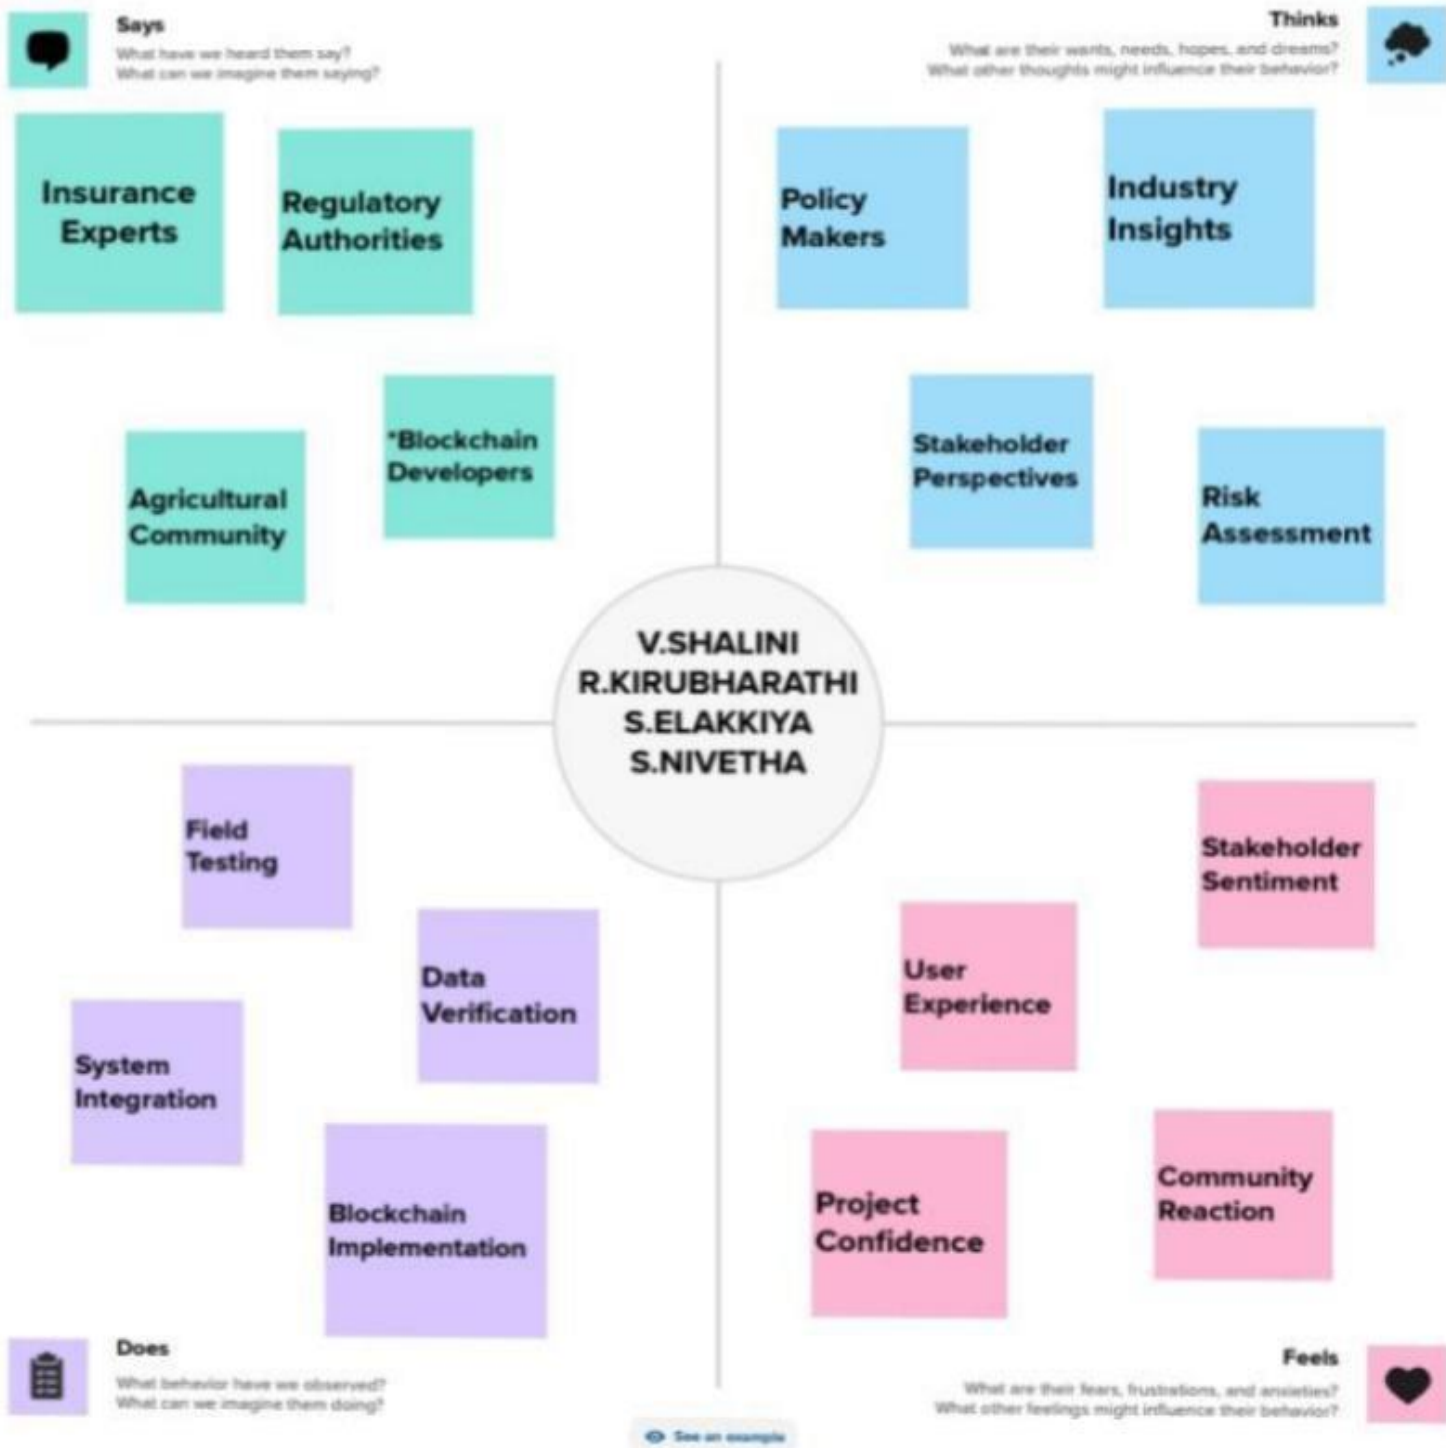 Says
What have we heard them say?
What can we imagine them saying?
Insurance
Experts
Regulatory
Authorities
Agricultural
Community
*Blockchain
Developers
Thinks
What are their wants, needs, hopes, and dreams?
What other thoughts might influence their behavior?
Policy
Makers
Industry
Insights
Stakeholder
Perspectives
Risk
Assessment
V.SHALINI
R.KIRUBHARATHI
S.ELAKKIYA
S.NIVETHA
Field
Testing
Data
Verification
System
Integration
Blockchain
Implementation
Does
What behavior have we observed?
What can we imagine them doing?
Stakeholder
Sentiment
User
Experience
Project
Confidence
Community
Reaction
Feels
What are their fears, frustrations, and anxieties?
What other feelings might influence their behavior?
See an example